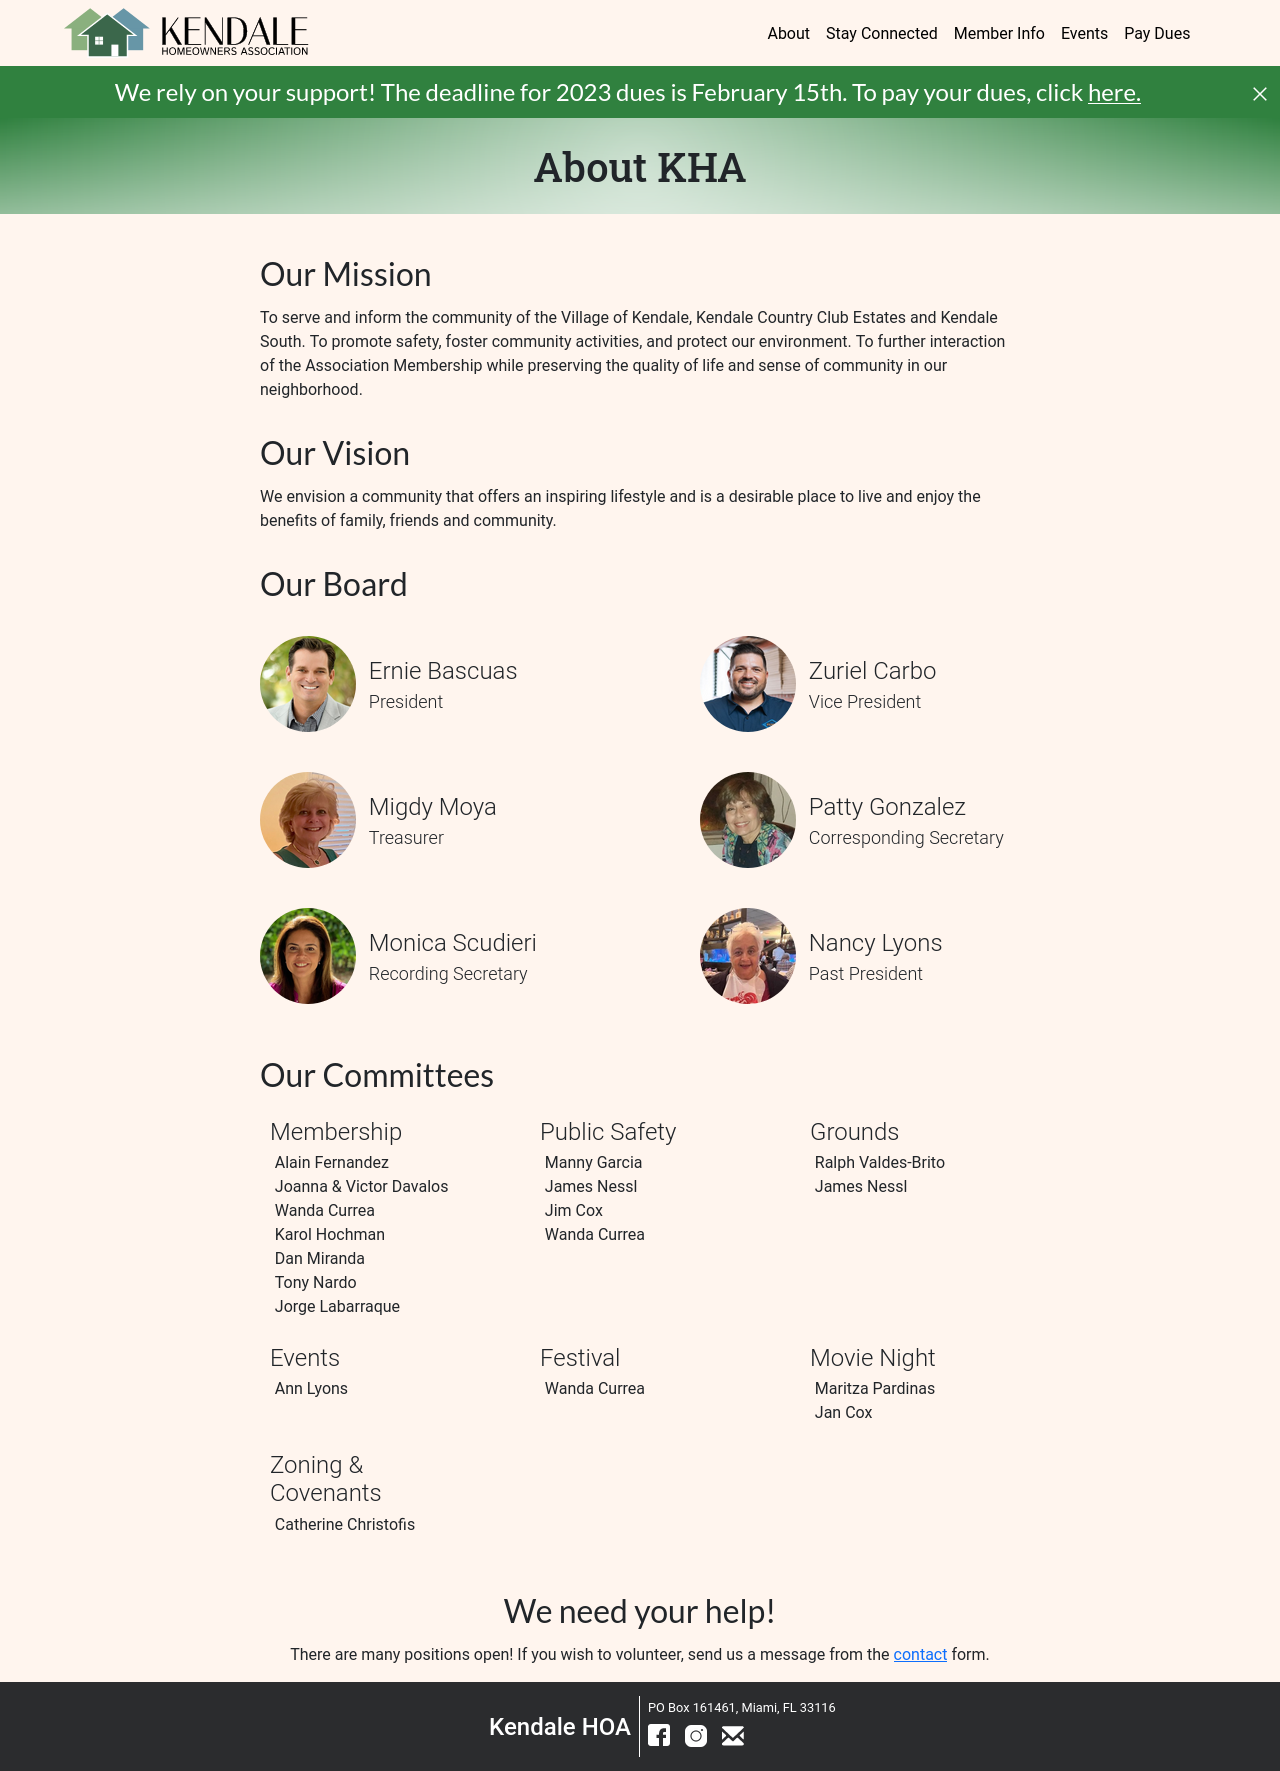 KENDALE
HOMEOWNERS ASSOCIATION
About Stay Connected Member Info Events Pay Dues
We rely on your support! The deadline for 2023 dues is February 15th. To pay your dues, click here.
About KHA
Our Mission
To serve and inform the community of the Village of Kendale, Kendale Country Club Estates and Kendale
South. To promote safety, foster community activities, and protect our environment. To further interaction
of the Association Membership while preserving the quality of life and sense of community in our
neighborhood.
Our Vision
We envision a community that offers an inspiring lifestyle and is a desirable place to live and enjoy the
benefits of family, friends and community.
Our Board
Ernie Bascuas
President
Zuriel Carbo
Vice President
Migdy Moya
Treasurer
Patty Gonzalez
Corresponding Secretary
Monica Scudieri
Recording Secretary
Nancy Lyons
Past President
Our Committees
Membership
Alain Fernandez
Joanna & Victor Davalos
Wanda Currea
Karol Hochman
Dan Miranda
Tony Nardo
Jorge Labarraque
Public Safety
Manny Garcia
James Nessl
Jim Cox
Wanda Currea
Grounds
Ralph Valdes-Brito
James Nessl
Events
Ann Lyons
Festival
Wanda Currea
Movie Night
Maritza Pardinas
Jan Cox
Zoning &
Covenants
Catherine Christofis
We need your help!
There are many positions open! If you wish to volunteer, send us a message from the contact form.
Kendale HOA
PO Box 161461, Miami, FL 33116